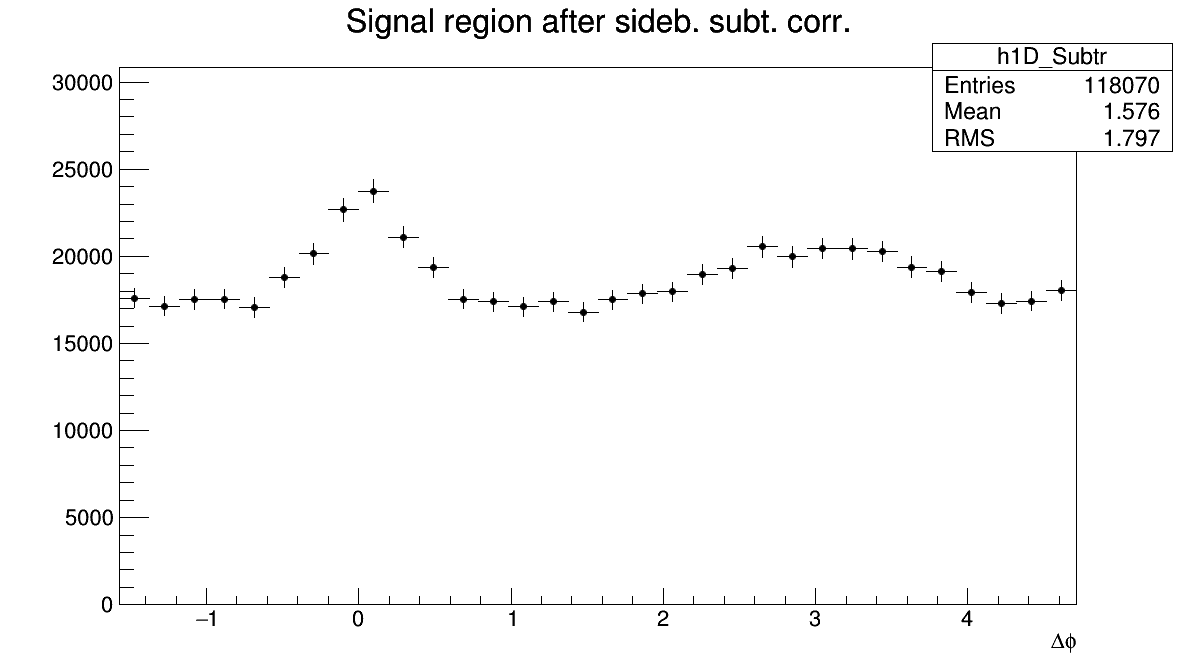 Signal region after sideb. subt. corr.
h1D_Subtr
Entries 118070
Mean 1.576
RMS 1.797
30000
25000
20000
15000
10000
5000
0
−1 0 1 2 3 4
Δϕ